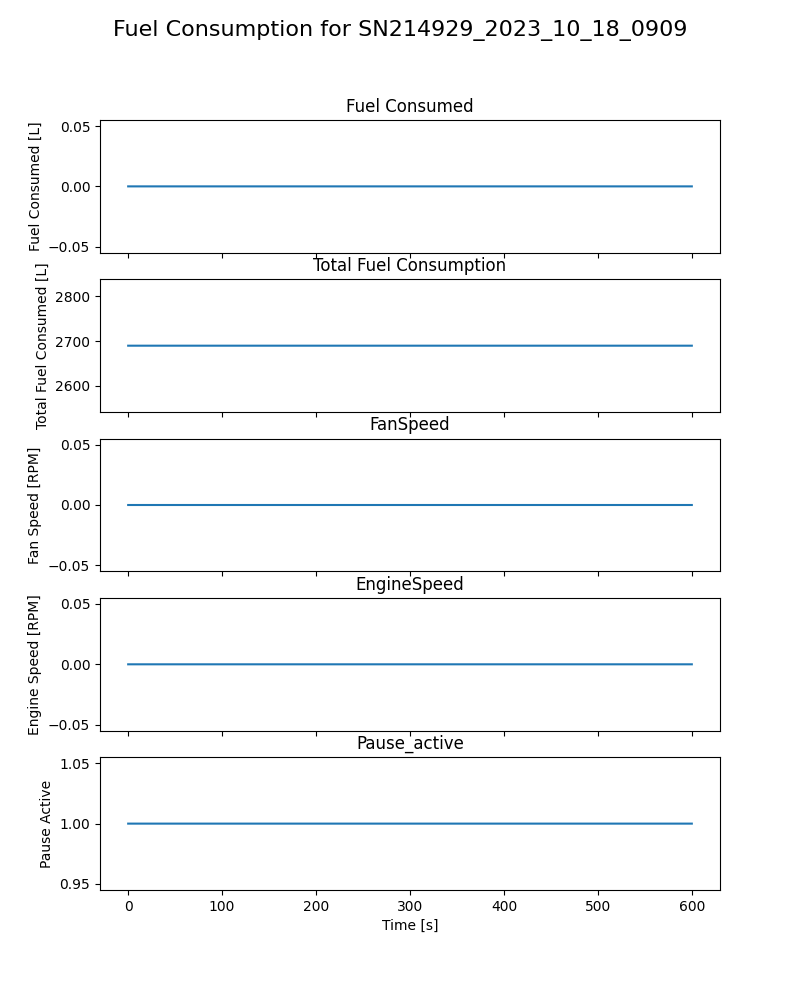 Fuel Consumption for SN214929_2023_10_18_0909
Fuel Consumed
Fuel Consumed [L]
0.05
0.00
−0.05
Total Fuel Consumption
Total Fuel Consumed [L]
2800
2700
2600
FanSpeed
Fan Speed [RPM]
0.05
0.00
−0.05
EngineSpeed
Engine Speed [RPM]
0.05
0.00
−0.05
Pause_active
Pause Active
1.05
1.00
0.95
0 100 200 300 400 500 600
Time [s]